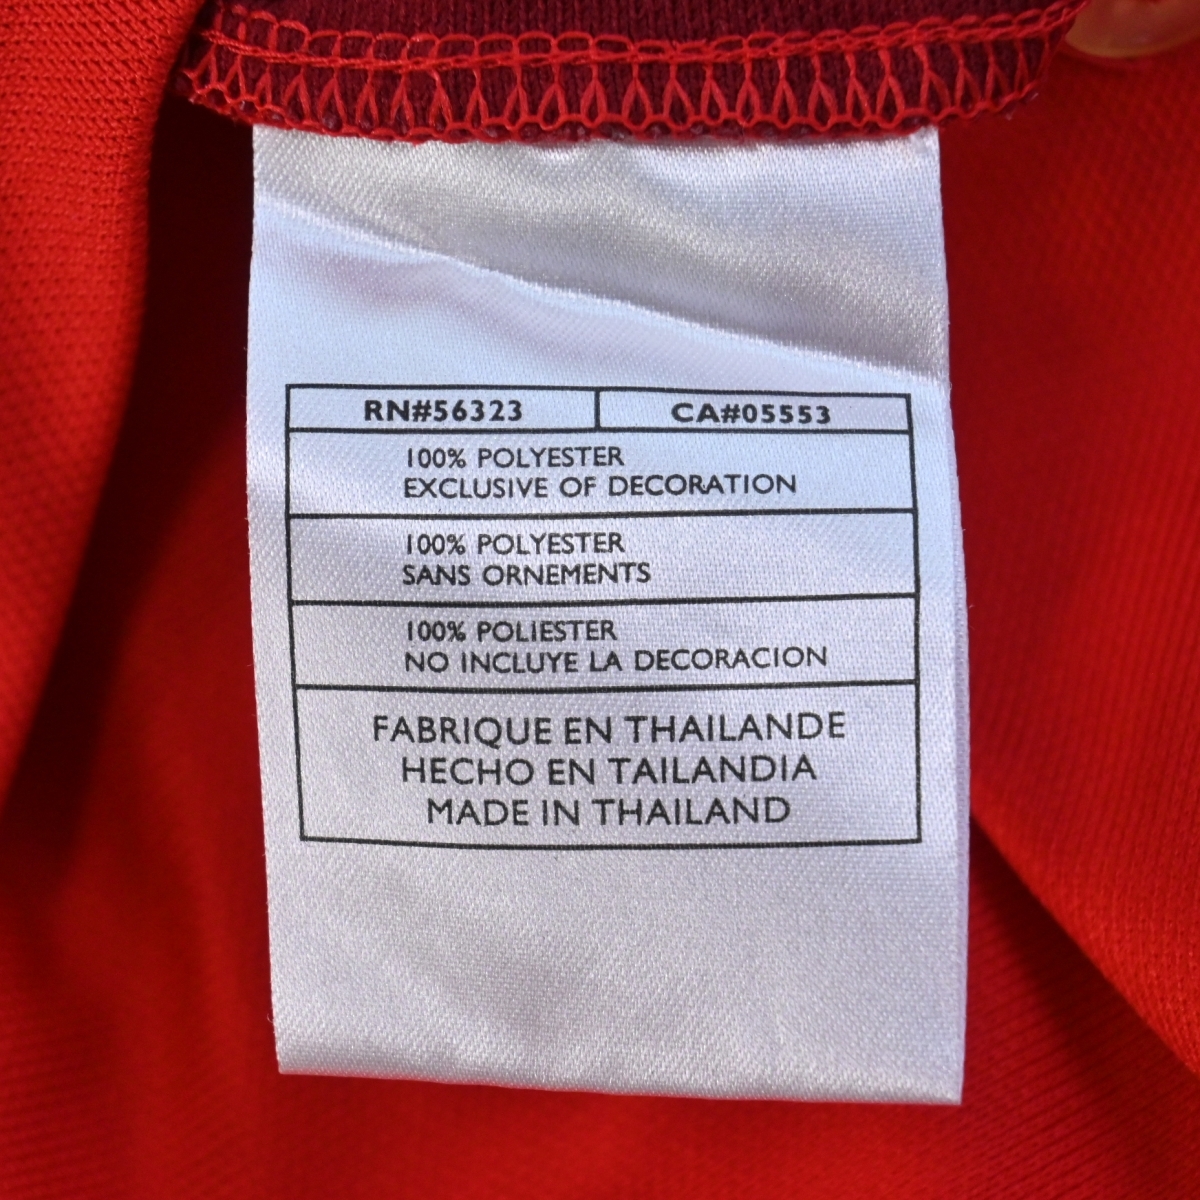 RN#56323 CA#05553
100% POLYESTER
EXCLUSIVE OF DECORATION
100% POLYESTER
SANS ORNEMENTS
100% POLIESTER
NO INCLUYE LA DECORACION
FABRIQUE EN THAILANDE
HECHO EN TAILANDIA
MADE IN THAILAND